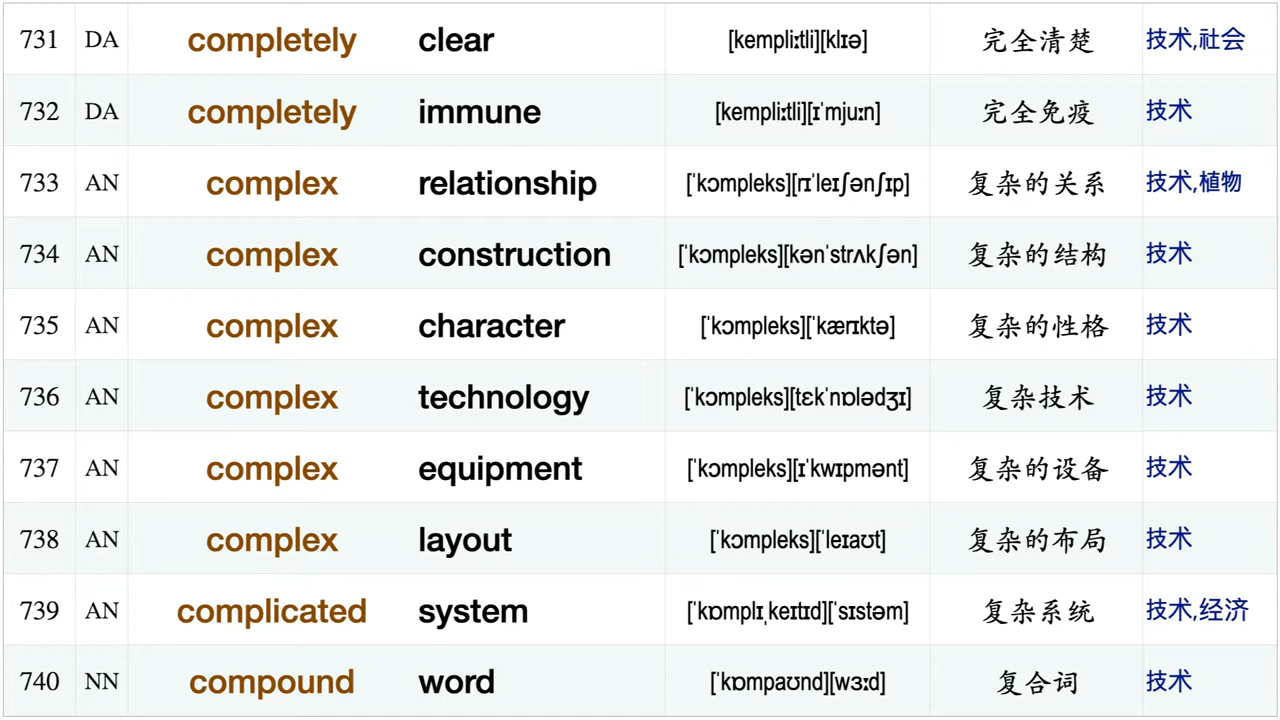 731 DA completely clear [kempliːtli][klɪə] 完全清楚 技术,社会
732 DA completely immune [kempliːtli][ɪˈmjuːn] 完全免疫 技术
733 AN complex relationship [ˈkɔmpleks][rɪˈleɪʃənʃɪp] 复杂的关系 技术,植物
734 AN complex construction [ˈkɔmpleks][kənˈstrʌkʃən] 复杂的结构 技术
735 AN complex character [ˈkɔmpleks][ˈkærɪktə] 复杂的性格 技术
736 AN complex technology [ˈkɔmpleks][tɛkˈnɒlədʒɪ] 复杂技术 技术
737 AN complex equipment [ˈkɔmpleks][ɪˈkwɪpmənt] 复杂的设备 技术
738 AN complex layout [ˈkɔmpleks][ˈleɪaʊt] 复杂的布局 技术
739 AN complicated system [ˈkɒmplɪˌkeɪtɪd][ˈsɪstəm] 复杂系统 技术,经济
740 NN compound word [ˈkɒmpaʊnd][wɜːd] 复合词 技术